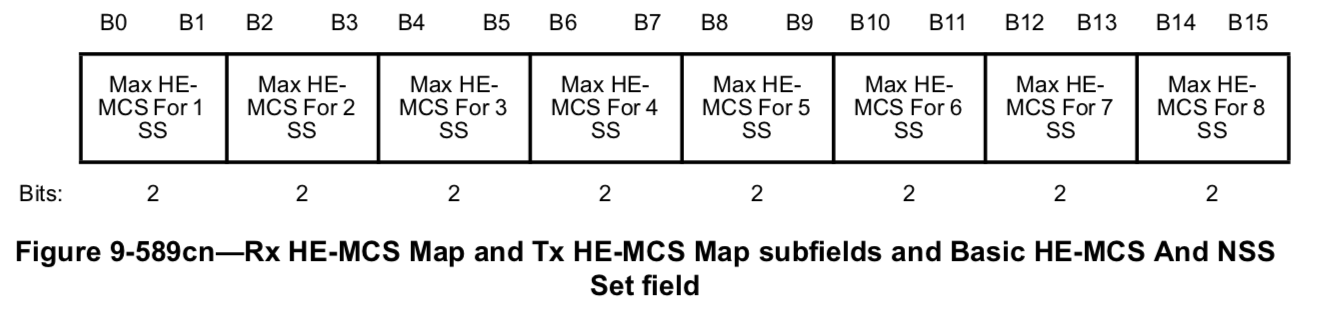 B0 B1 B2 B3 B4 B5 B6 B7 B8 B9 B10 B11 B12 B13 B14 B15
Max HE-MCS For 1 SS
Max HE-MCS For 2 SS
Max HE-MCS For 3 SS
Max HE-MCS For 4 SS
Max HE-MCS For 5 SS
Max HE-MCS For 6 SS
Max HE-MCS For 7 SS
Max HE-MCS For 8 SS
Bits: 2 2 2 2 2 2 2 2
Figure 9-589cn—Rx HE-MCS Map and Tx HE-MCS Map subfields and Basic HE-MCS And NSS
Set field